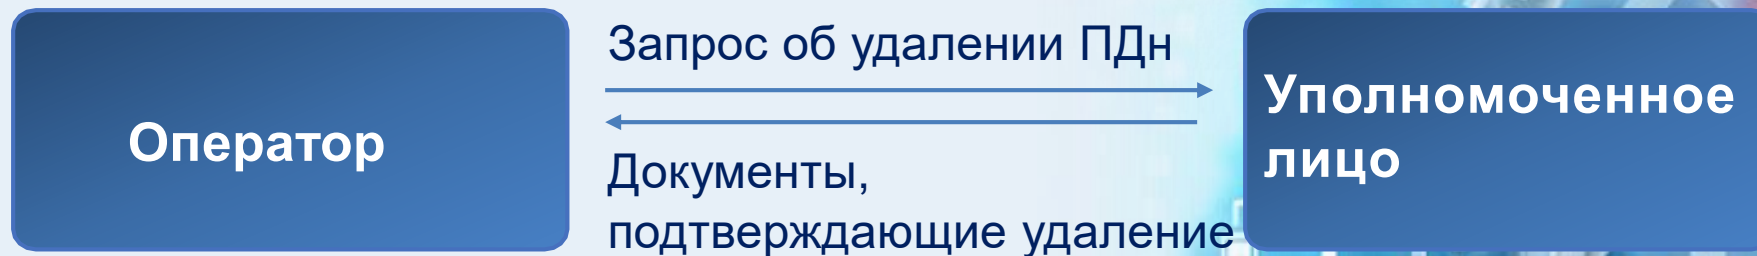 Оператор
Запрос об удалении ПДн
Документы,
подтверждающие удаление
Уполномоченное
лицо